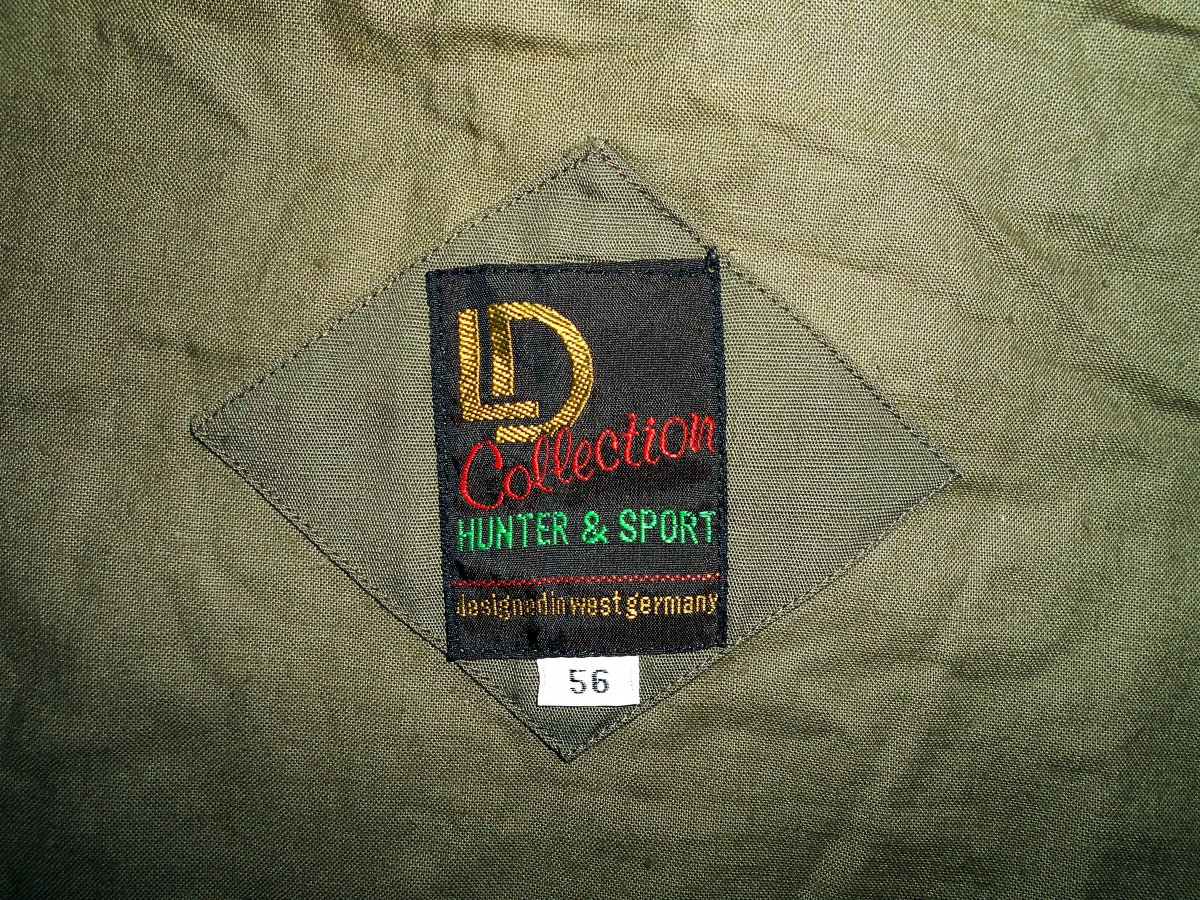 LD
Collection
HUNTER & SPORT
designed in west germany
56